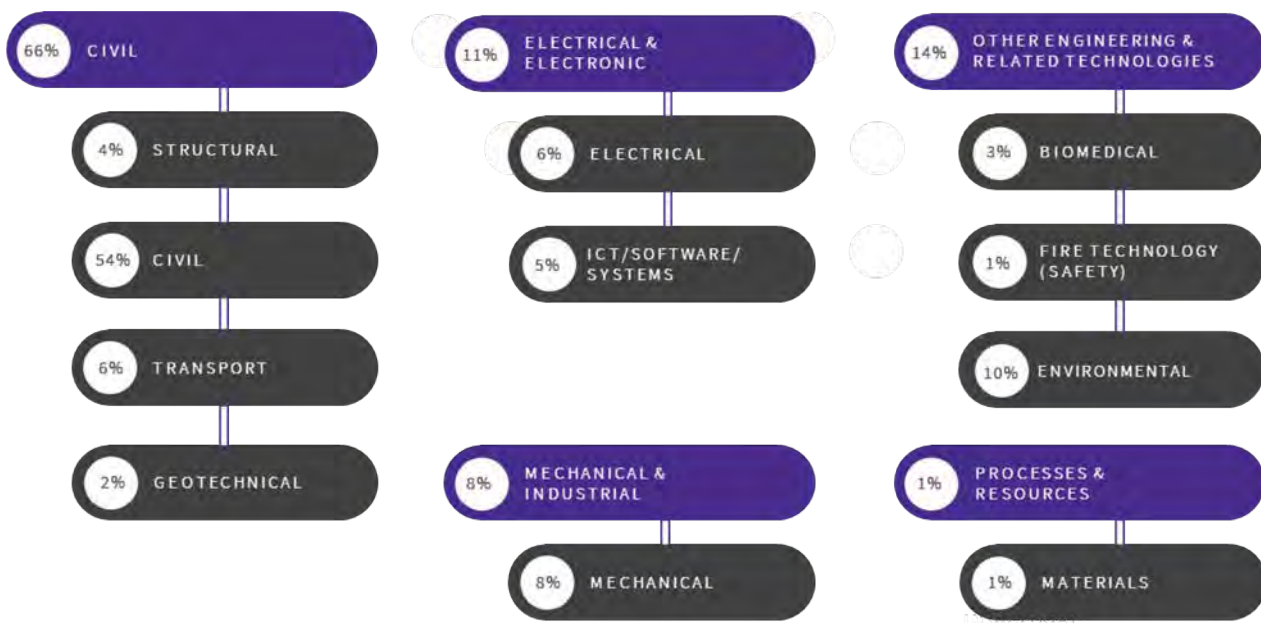 66% CIVIL
4% STRUCTURAL
54% CIVIL
6% TRANSPORT
2% GEOTECHNICAL
11% ELECTRICAL &
ELECTRONIC
6% ELECTRICAL
5% ICT/SOFTWARE/
SYSTEMS
8% MECHANICAL &
INDUSTRIAL
8% MECHANICAL
14% OTHER ENGINEERING &
RELATED TECHNOLOGIES
3% BIOMEDICAL
1% FIRE TECHNOLOGY
(SAFETY)
10% ENVIRONMENTAL
1% PROCESSES &
RESOURCES
1% MATERIALS